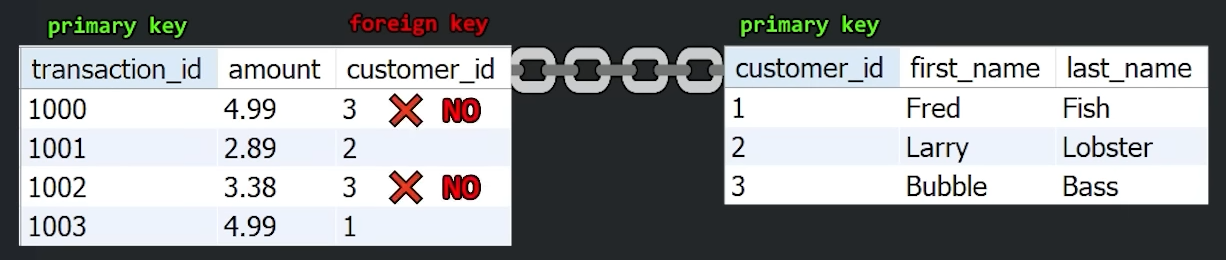 primary key foreign key primary key
transaction_id amount customer_id customer_id first_name last_name
1000 4.99 3 ❌ NO 1 Fred Fish
1001 2.89 2 2 Larry Lobster
1002 3.38 3 ❌ NO 3 Bubble Bass
1003 4.99 1